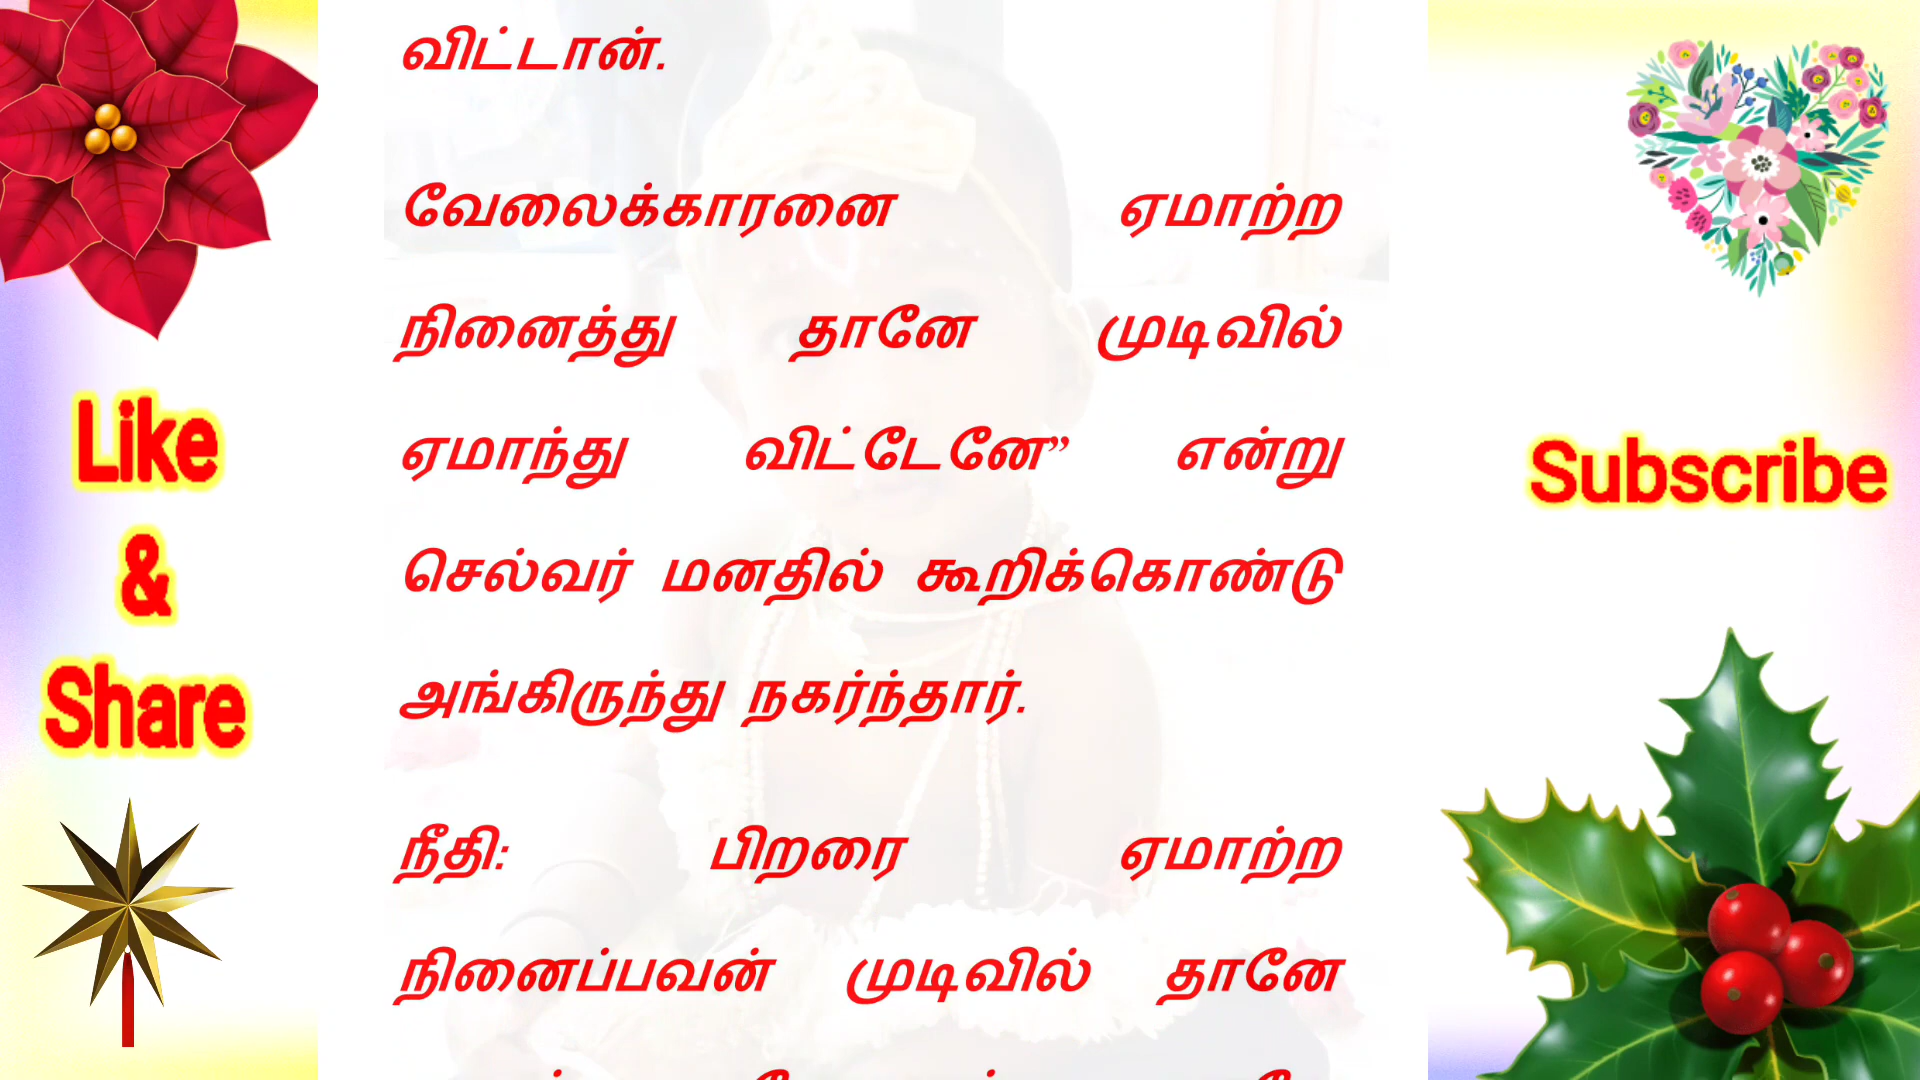 விட்டான்.
வேலைக்காரனை ஏமாற்ற
நினைத்து தானே முடிவில்
ஏமாந்து விட்டேனே” என்று
செல்வர் மனதில் கூறிக்கொண்டு
அங்கிருந்து நகர்ந்தார்.
நீதி: பிறரை ஏமாற்ற
நினைப்பவன் முடிவில் தானே
Like
&
Share
Subscribe